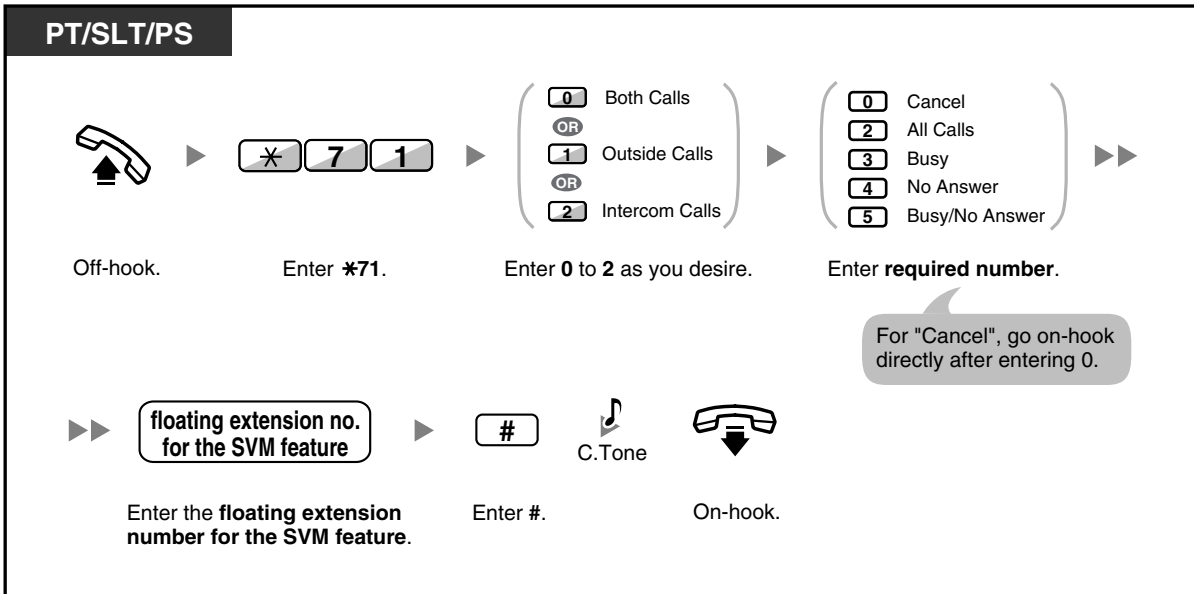 PT/SLT/PS
0 Both Calls
OR
1 Outside Calls
OR
2 Intercom Calls
0 Cancel
2 All Calls
3 Busy
4 No Answer
5 Busy/No Answer
* 7 1
Off-hook.
Enter *71.
Enter 0 to 2 as you desire.
Enter required number.
For "Cancel", go on-hook
directly after entering 0.
floating extension no.
for the SVM feature
#
C.Tone
Enter the floating extension
number for the SVM feature.
Enter #.
On-hook.